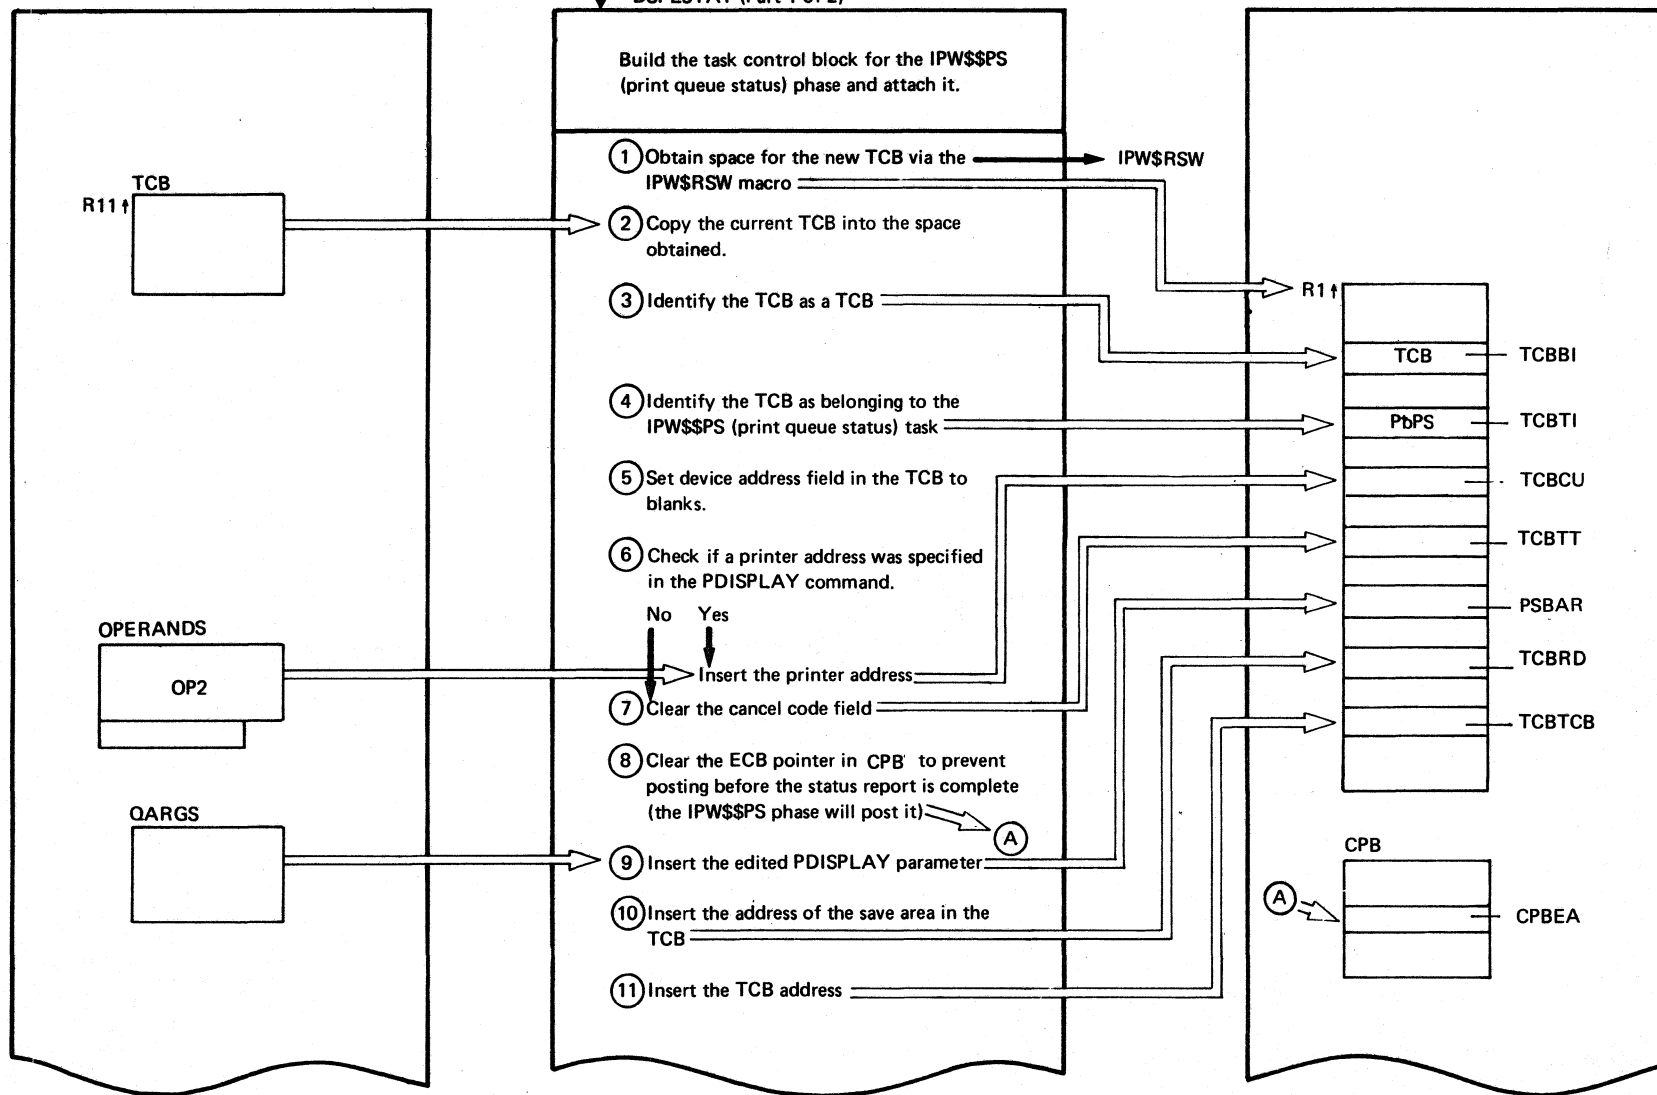 Build the task control block for the IPW$$PS
(print queue status) phase and attach it.
1 Obtain space for the new TCB via the
IPW$RSW macro
IPW$RSW
TCB
R11
2 Copy the current TCB into the space
obtained.
3 Identify the TCB as a TCB
R1
TCB
TCBBI
4 Identify the TCB as belonging to the
IPW$$PS (print queue status) task
PbPS
TCBTI
5 Set device address field in the TCB to
blanks.
TCBCU
6 Check if a printer address was specified
in the PDISPLAY command.
TCBTT
No Yes
PSBAR
OPERANDS
OP2
Insert the printer address
TCBRD
7 Clear the cancel code field
TCBTCB
8 Clear the ECB pointer in CPB to prevent
posting before the status report is complete
(the IPW$$PS phase will post it)
A
QARGS
9 Insert the edited PDISPLAY parameter
CPB
10 Insert the address of the save area in the
TCB
A
CPBEA
11 Insert the TCB address